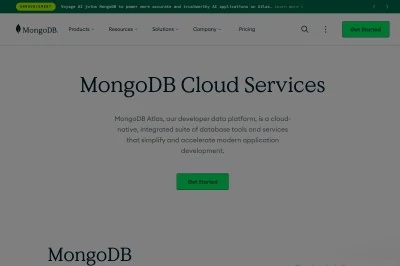 ANNOUNCEMENT Voyage AI joins MongoDB to power more accurate and trustworthy AI applications on Atlas. Learn more
MongoDB. Products Resources Solutions Company Pricing Get Started
MongoDB Cloud Services
MongoDB Atlas, our developer data platform, is a cloud-
native, integrated suite of database tools and services
that simplify and accelerate modern application
development.
Get Started
MongoDB